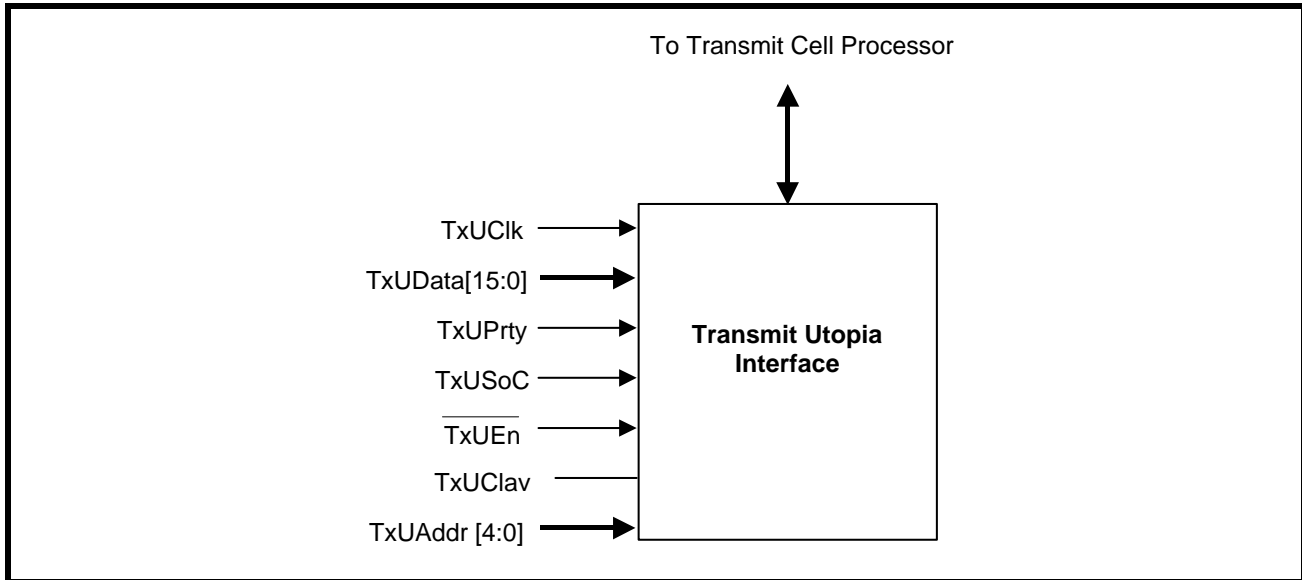 To Transmit Cell Processor
TxUClk
TxUData[15:0]
TxUPrty
Transmit Utopia
Interface
TxUSoC
TxUEn
TxUClav
TxUAddr [4:0]